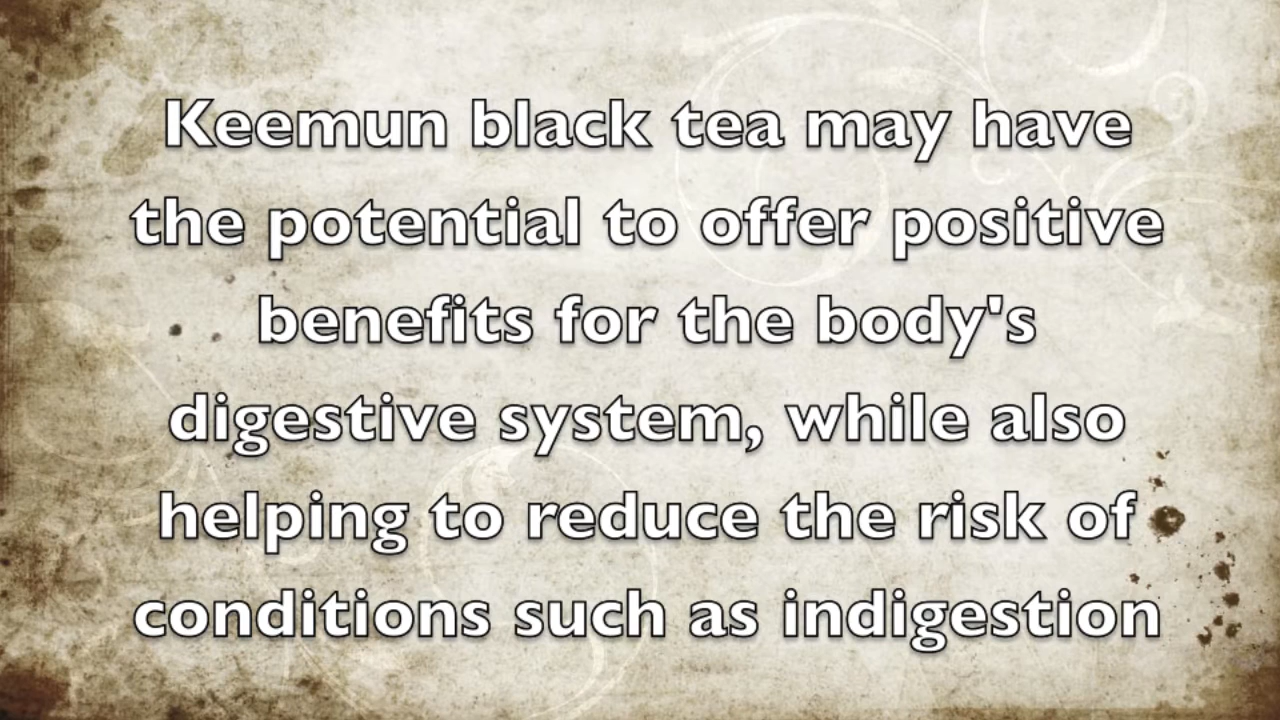 Keemun black tea may have
the potential to offer positive
benefits for the body's
digestive system, while also
helping to reduce the risk of
conditions such as indigestion